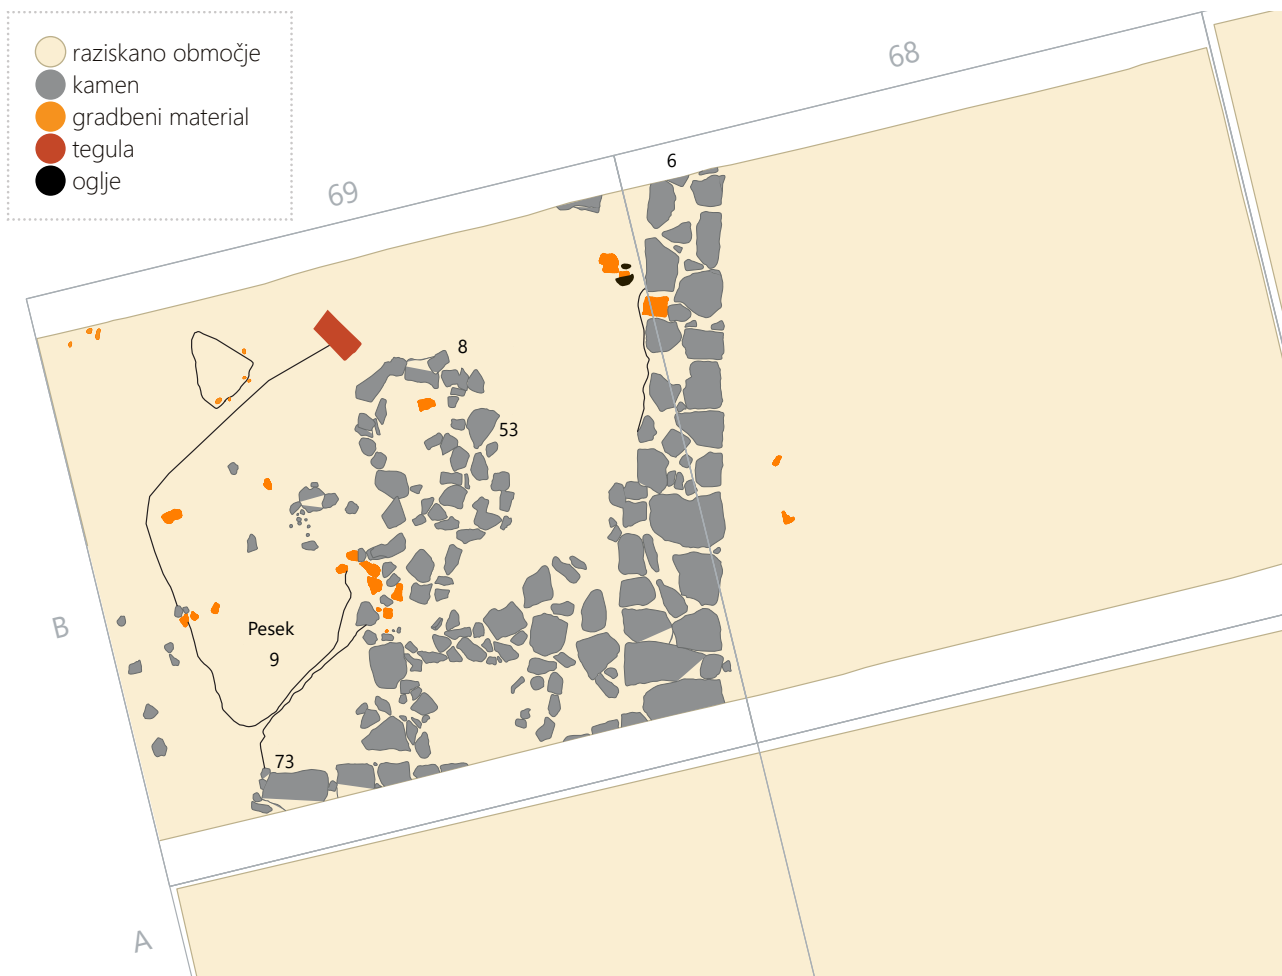 raziskano območje
kamen
gradbeni material
tegula
oglje
68
6
69
8
53
B
Pesek
9
73
A